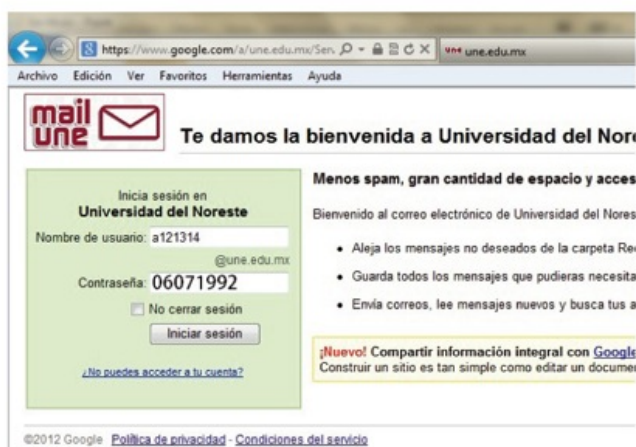 https://www.google.com/a/une.edu.mx/Ser
une une.edu.mx
Archivo Edición Ver Favoritos Herramientas Ayuda
mail
UNE
Te damos la bienvenida a Universidad del Nor
Inicia sesión en
Universidad del Noreste
Nombre de usuario: a121314
@une.edu.mx
Contraseña: 06071992
No cerrar sesión
Iniciar sesión
¿No puedes acceder a tu cuenta?
Menos spam, gran cantidad de espacio y acces
Bienvenido al correo electrónico de Universidad del Nores
• Aleja los mensajes no deseados de la carpeta Re
• Guarda todos los mensajes que pudieras necesita
• Envía correos, lee mensajes nuevos y busca tus a
¡Nuevo! Compartir información integral con Google
Construir un sitio es tan simple como editar un docume
©2012 Google Política de privacidad - Condiciones del servicio